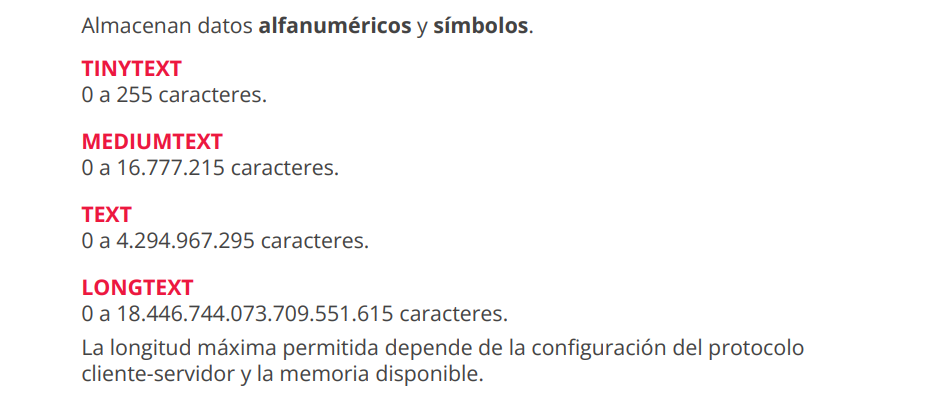 Almacenan datos alfanuméricos y símbolos.
TINYTEXT
0 a 255 caracteres.
MEDIUMTEXT
0 a 16.777.215 caracteres.
TEXT
0 a 4.294.967.295 caracteres.
LONGTEXT
0 a 18.446.744.073.709.551.615 caracteres.
La longitud máxima permitida depende de la configuración del protocolo
cliente-servidor y la memoria disponible.